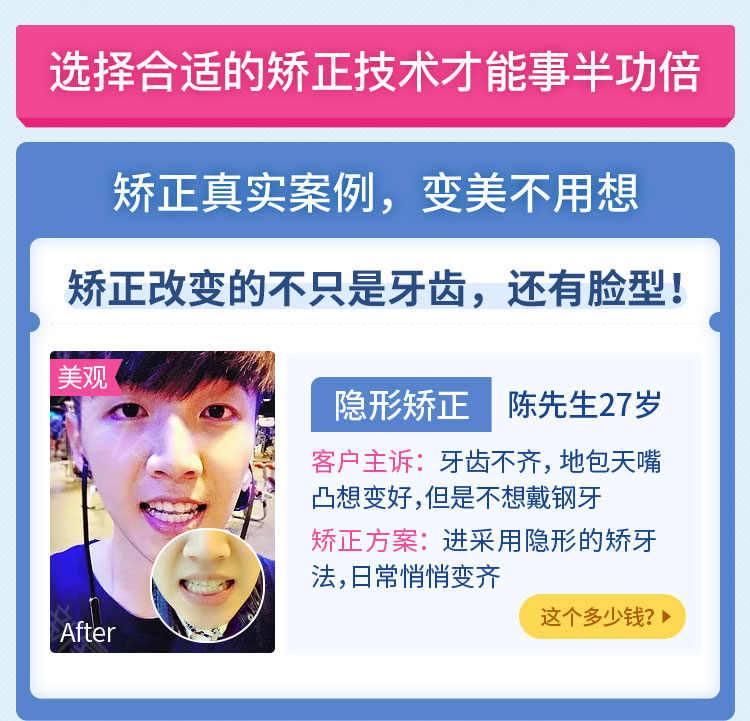 选择合适的矫正技术才能事半功倍
矫正真实案例，变美不用想
矫正改变的不只是牙齿，还有脸型！
美观
After
隐形矫正
陈先生27岁
客户主诉：牙齿不齐，地包天嘴
凸想变好，但是不想戴钢牙
矫正方案：进采用隐形的矫牙
法，日常悄悄变齐
这个多少钱？